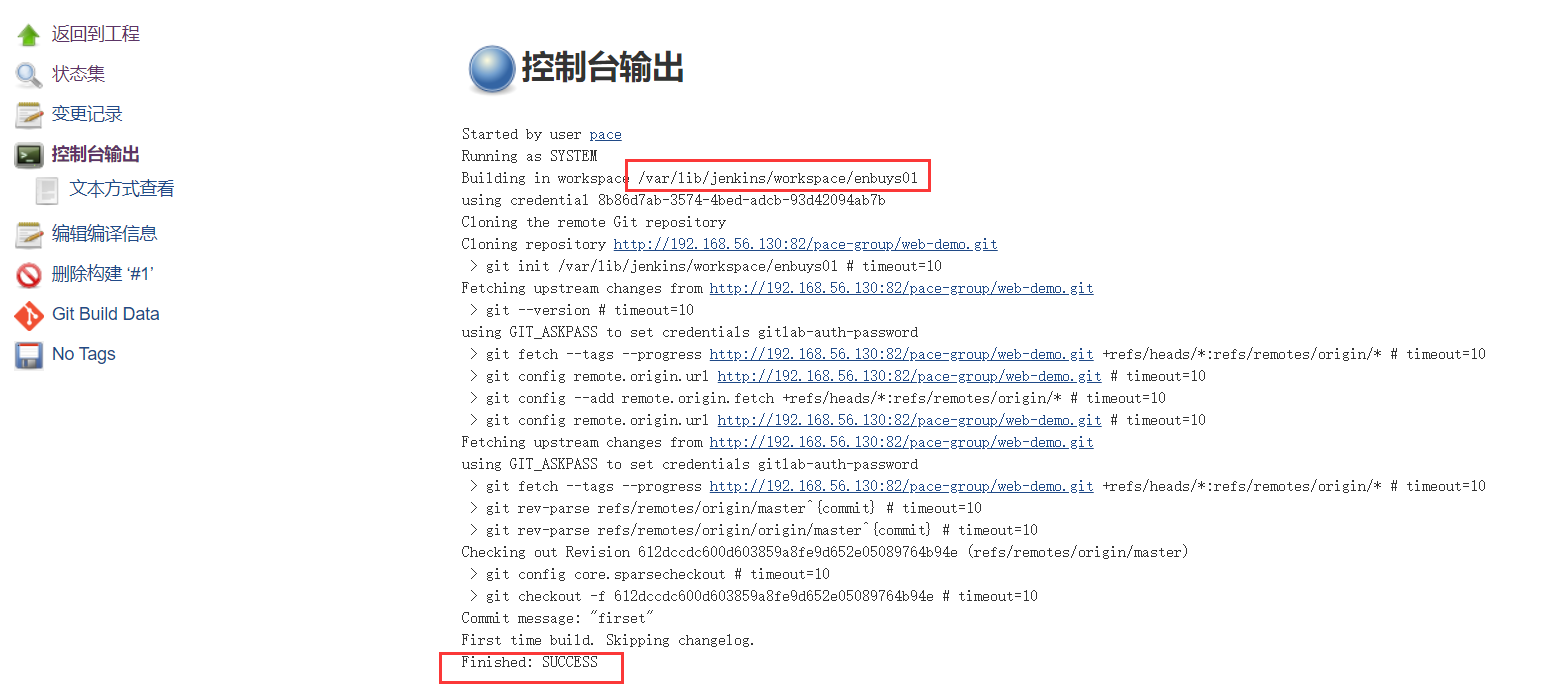 返回到工程
状态集
变更记录
控制台输出
文本方式查看
编辑编译信息
删除构建 ‘#1’
Git Build Data
No Tags
控制台输出
Started by user pace
Running as SYSTEM
Building in workspace /var/lib/jenkins/workspace/enbuys01
using credential 8b86d7ab-3574-4bed-adcb-93d42094ab7b
Cloning the remote Git repository
Cloning repository http://192.168.56.130:82/pace-group/web-demo.git
> git init /var/lib/jenkins/workspace/enbuys01 # timeout=10
Fetching upstream changes from http://192.168.56.130:82/pace-group/web-demo.git
> git --version # timeout=10
using GIT_ASKPASS to set credentials gitlab-auth-password
> git fetch --tags --progress http://192.168.56.130:82/pace-group/web-demo.git +refs/heads/*:refs/remotes/origin/* # timeout=10
> git config remote.origin.url http://192.168.56.130:82/pace-group/web-demo.git # timeout=10
> git config --add remote.origin.fetch +refs/heads/*:refs/remotes/origin/* # timeout=10
> git config remote.origin.url http://192.168.56.130:82/pace-group/web-demo.git # timeout=10
Fetching upstream changes from http://192.168.56.130:82/pace-group/web-demo.git
using GIT_ASKPASS to set credentials gitlab-auth-password
> git fetch --tags --progress http://192.168.56.130:82/pace-group/web-demo.git +refs/heads/*:refs/remotes/origin/* # timeout=10
> git rev-parse refs/remotes/origin/master^{commit} # timeout=10
> git rev-parse refs/remotes/origin/origin/master^{commit} # timeout=10
Checking out Revision 612dccdc600d603859a8fe9d652e05089764b94e (refs/remotes/origin/master)
> git config core.sparsecheckout # timeout=10
> git checkout -f 612dccdc600d603859a8fe9d652e05089764b94e # timeout=10
Commit message: "firset"
First time build. Skipping changelog.
Finished: SUCCESS